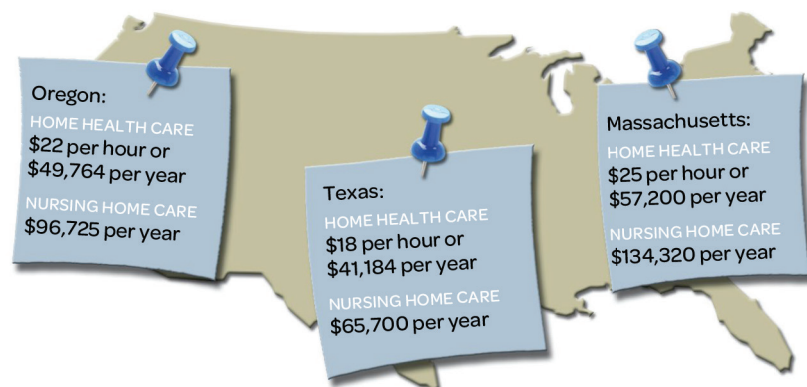 Oregon:
HOME HEALTH CARE
$22 per hour or
$49,764 per year
NURSING HOME CARE
$96,725 per year
Texas:
HOME HEALTH CARE
$18 per hour or
$41,184 per year
NURSING HOME CARE
$65,700 per year
Massachusetts:
HOME HEALTH CARE
$25 per hour or
$57,200 per year
NURSING HOME CARE
$134,320 per year